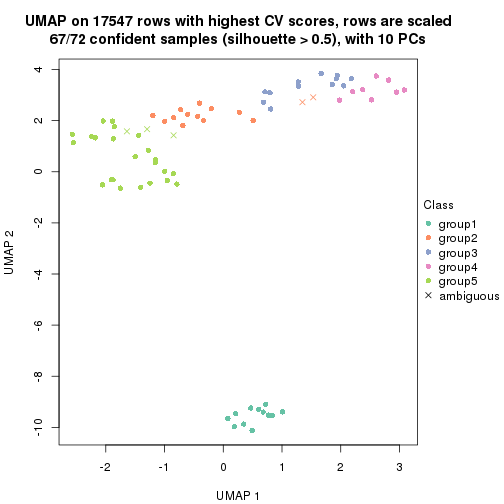 UMAP on 17547 rows with highest CV scores, rows are scaled
67/72 confident samples (silhouette > 0.5), with 10 PCs
4
2
0
-2
-4
-6
-8
-10
UMAP 2
-2
-1
0
1
2
3
UMAP 1
Class
group1
group2
group3
group4
group5
ambiguous